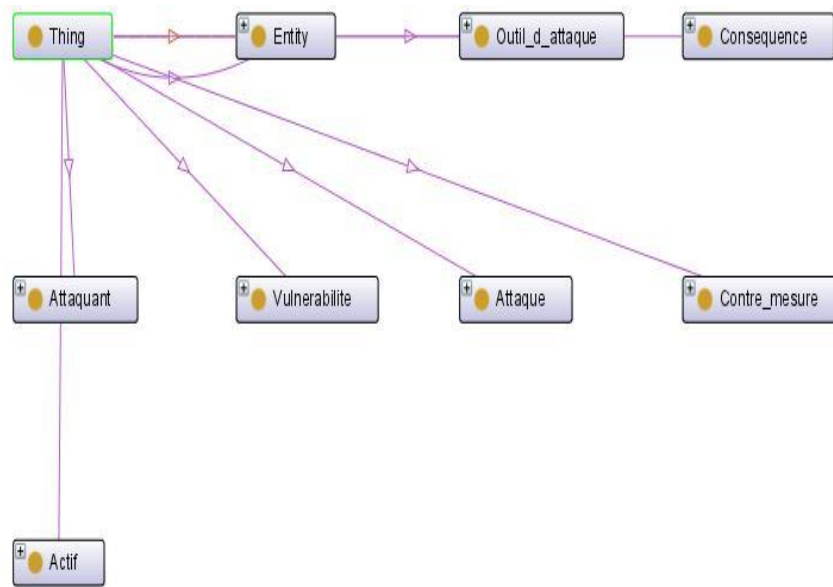 Thing
Entity
Outil_d_attaque
Consequence
Attaquant
Vulnerabilite
Attaque
Contre_mesure
Actif